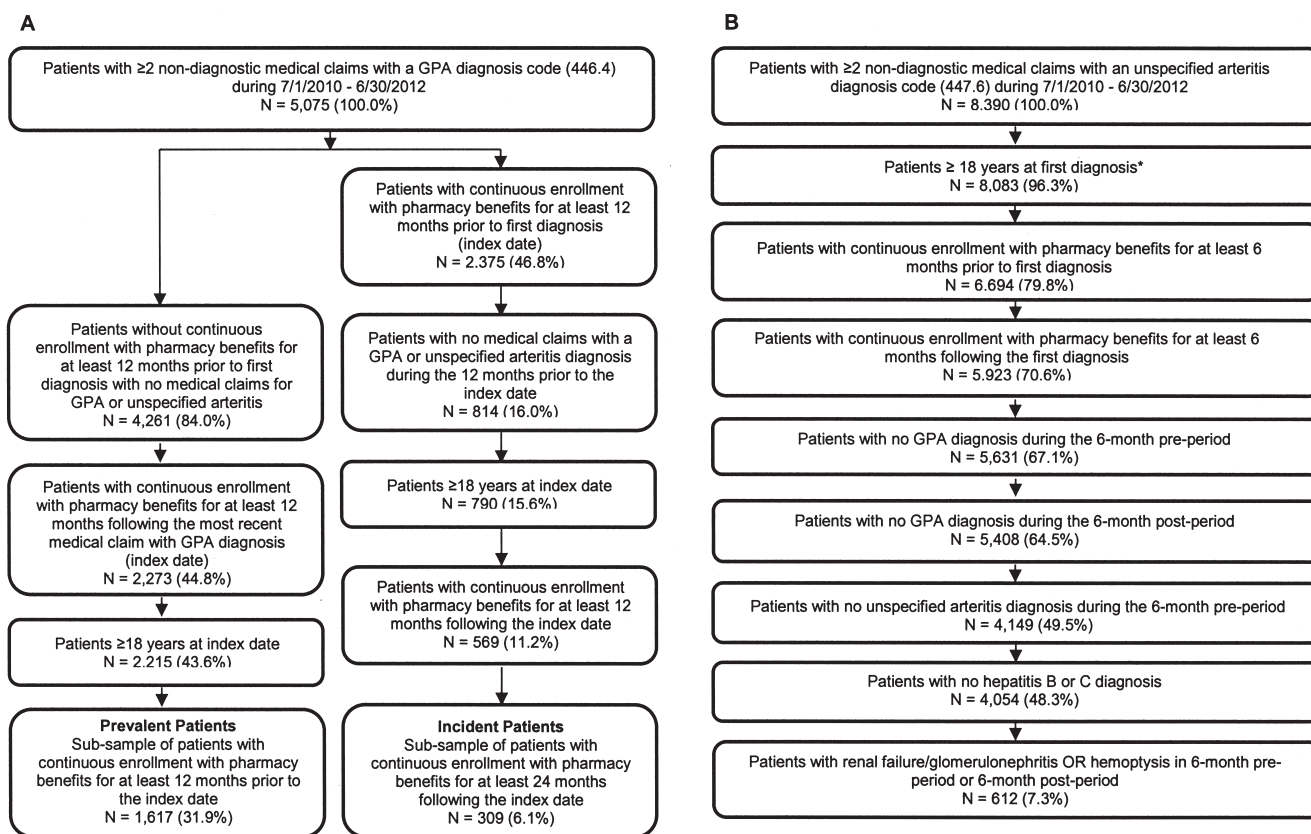 A
Patients with ≥2 non-diagnostic medical claims with a GPA diagnosis code (446.4)
during 7/1/2010 - 6/30/2012
N = 5,075 (100.0%)
Patients with continuous enrollment
with pharmacy benefits for at least 12
months prior to first diagnosis
(index date)
N = 2.375 (46.8%)
Patients without continuous
enrollment with pharmacy benefits for
at least 12 months prior to first
diagnosis with no medical claims for
GPA or unspecified arteritis
N = 4,261 (84.0%)
Patients with no medical claims with a
GPA or unspecified arteritis diagnosis
during the 12 months prior to the
index date
N = 814 (16.0%)
Patients with continuous enrollment
with pharmacy benefits for at least 12
months following the most recent
medical claim with GPA diagnosis
(index date)
N = 2,273 (44.8%)
Patients ≥18 years at index date
N = 790 (15.6%)
Patients with continuous enrollment
with pharmacy benefits for at least 12
months following the index date
N = 569 (11.2%)
Patients ≥18 years at index date
N = 2.215 (43.6%)
Prevalent Patients
Sub-sample of patients with
continuous enrollment with pharmacy
benefits for at least 12 months prior to
the index date
N = 1,617 (31.9%)
Incident Patients
Sub-sample of patients with
continuous enrollment with pharmacy
benefits for at least 24 months
following the index date
N = 309 (6.1%)
B
Patients with ≥2 non-diagnostic medical claims with an unspecified arteritis
diagnosis code (447.6) during 7/1/2010 - 6/30/2012
N = 8.390 (100.0%)
Patients ≥ 18 years at first diagnosis*
N = 8,083 (96.3%)
Patients with continuous enrollment with pharmacy benefits for at least 6
months prior to first diagnosis
N = 6.694 (79.8%)
Patients with continuous enrollment with pharmacy benefits for at least 6
months following the first diagnosis
N = 5.923 (70.6%)
Patients with no GPA diagnosis during the 6-month pre-period
N = 5,631 (67.1%)
Patients with no GPA diagnosis during the 6-month post-period
N = 5,408 (64.5%)
Patients with no unspecified arteritis diagnosis during the 6-month pre-period
N = 4,149 (49.5%)
Patients with no hepatitis B or C diagnosis
N = 4,054 (48.3%)
Patients with renal failure/glomerulonephritis OR hemoptysis in 6-month pre-
period or 6-month post-period
N = 612 (7.3%)